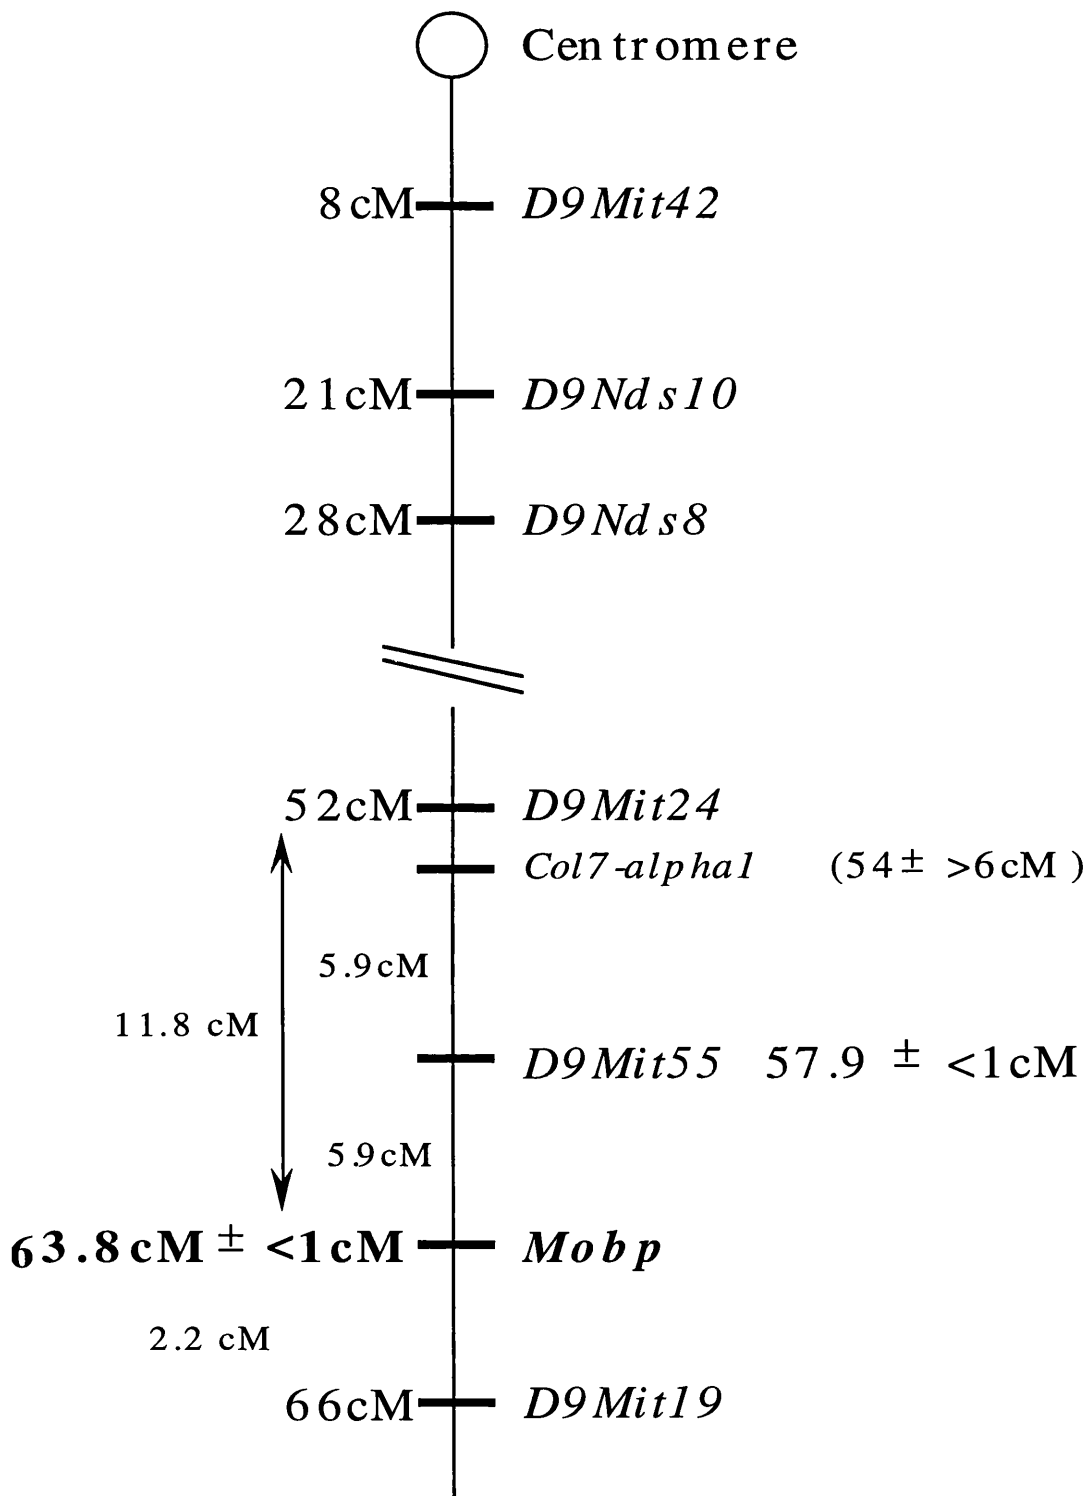 Centromere
8cM D9Mit42
21cM D9Nds10
28cM D9Nds8
52cM D9Mit24
Col7-alpha1 (54± >6cM)
5.9cM
11.8 cM
D9Mit55 57.9 ± <1cM
5.9cM
63.8cM ± <1cM Mobp
2.2 cM
66cM D9Mit19